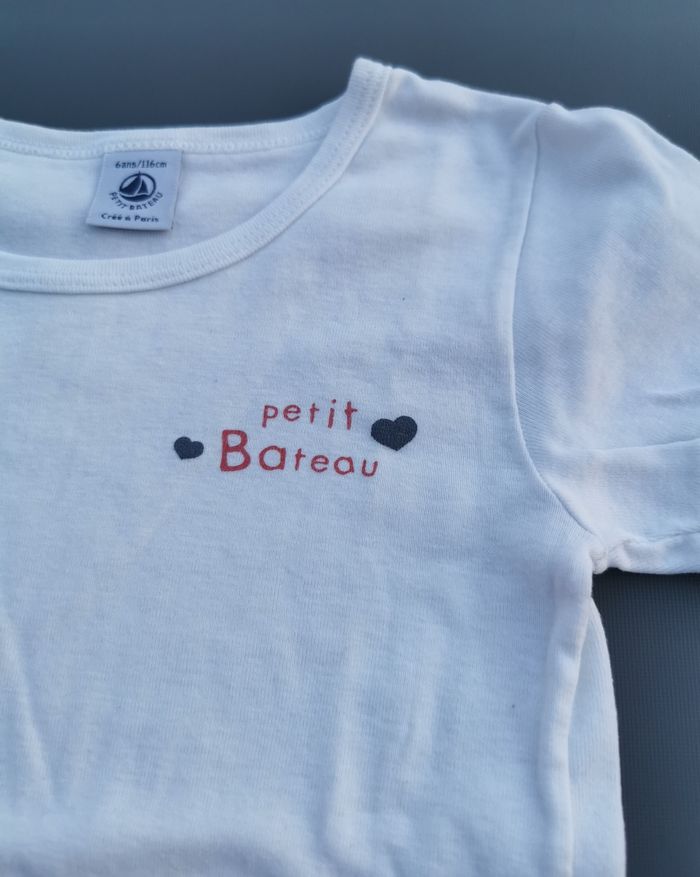 6ans/116cm
PETIT BATEAU
Créé à Paris
petit
Bateau